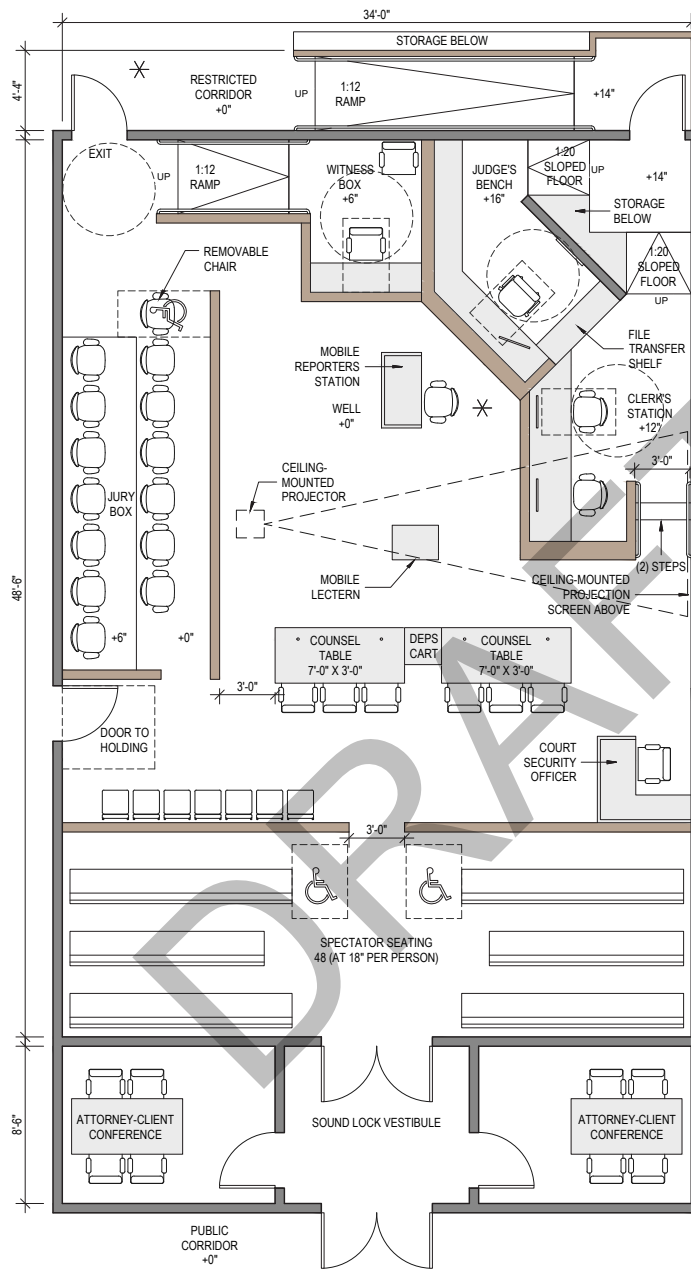 34'-0"
STORAGE BELOW
4'-4"
RESTRICTED
CORRIDOR
+0"
UP
1:12
RAMP
+14"
EXIT
UP
1:12
RAMP
WITNESS
BOX
+6"
JUDGE'S
BENCH
+16"
1:20
SLOPED
FLOOR
UP
+14"
STORAGE
BELOW
1:20
SLOPED
FLOOR
UP
REMOVABLE
CHAIR
MOBILE
REPORTERS
STATION
WELL
+0"
FILE
TRANSFER
SHELF
CLERK'S
STATION
+12"
3'-0"
CEILING-
MOUNTED
PROJECTOR
JURY
BOX
48'-6"
MOBILE
LECTERN
(2) STEPS
CEILING-MOUNTED
PROJECTION
SCREEN ABOVE
+6"
+0"
COUNSEL
TABLE
7'-0" X 3'-0"
DEPS
CART
COUNSEL
TABLE
7'-0" X 3'-0"
3'-0"
DOOR TO
HOLDING
COURT
SECURITY
OFFICER
3'-0"
SPECTATOR SEATING
48 (AT 18" PER PERSON)
8'-6"
ATTORNEY-CLIENT
CONFERENCE
SOUND LOCK VESTIBULE
ATTORNEY-CLIENT
CONFERENCE
PUBLIC
CORRIDOR
+0"
DRAFT